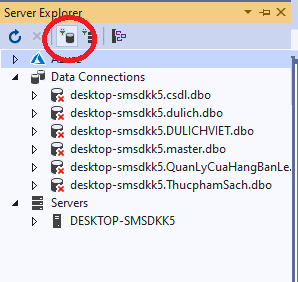 Server Explorer
Azure
Data Connections
desktop-smsdkk5.csdl.dbo
desktop-smsdkk5.dulich.dbo
desktop-smsdkk5.DULICHVIET.dbo
desktop-smsdkk5.master.dbo
desktop-smsdkk5.QuanLyCuaHangBanLe.
desktop-smsdkk5.ThucphamSach.dbo
Servers
DESKTOP-SMSDKK5